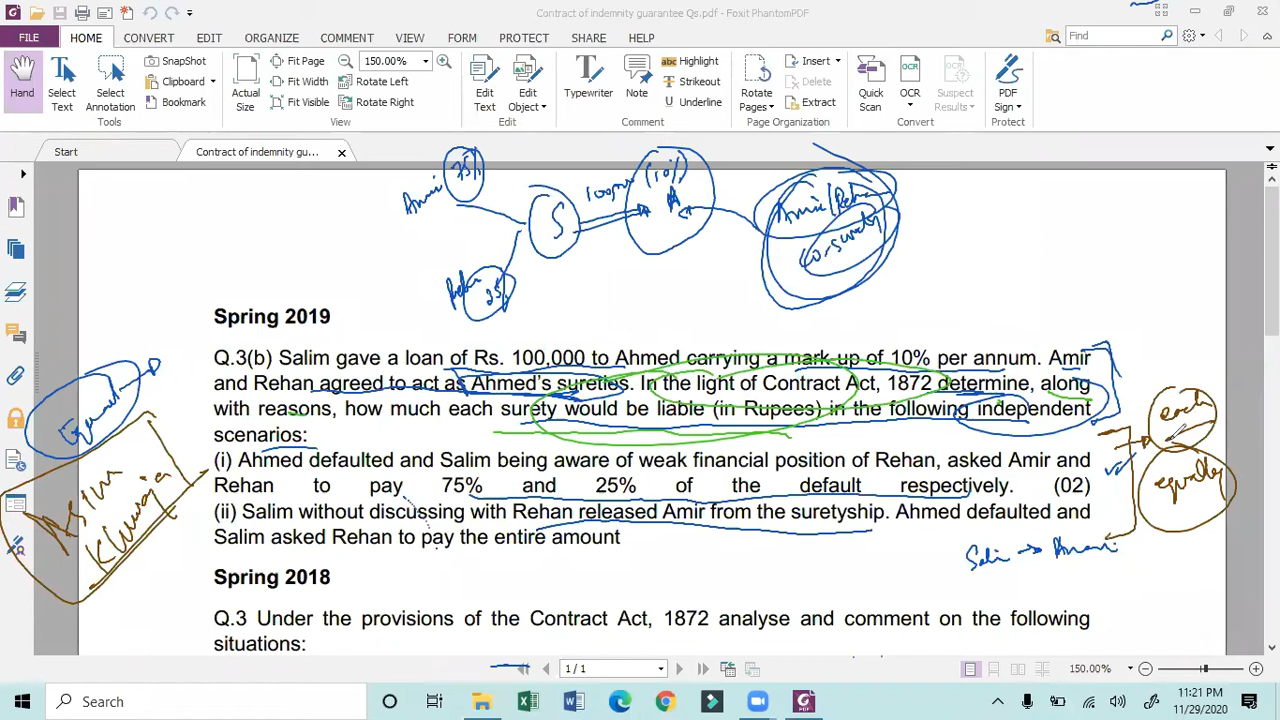 Contract of indemnity guarantee Qs.pdf - Foxit PhantomPDF
FILE HOME CONVERT EDIT ORGANIZE COMMENT VIEW FORM PROTECT SHARE HELP Find
Hand Select Text Select Annotation SnapShot Clipboard Bookmark Actual Size Fit Page Fit Width Fit Visible 150.00% Rotate Left Rotate Right Edit Text Edit Object Typewriter Note Highlight Strikeout Underline Rotate Pages Insert Delete Extract Quick Scan OCR Suspect Results PDF Sign
Tools View Edit Comment Page Organization Convert Protect
Start Contract of indemnity gua...
Amir 75%
S
(10%)
A
Amir/Rehan
co-surety
Rehan
25%
Spring 2019
Q.3(b) Salim gave a loan of Rs. 100,000 to Ahmed carrying a mark-up of 10% per annum. Amir
and Rehan agreed to act as Ahmed's sureties. In the light of Contract Act, 1872 determine, along
with reasons, how much each surety would be liable (in Rupees) in the following independent
scenarios:
(i) Ahmed defaulted and Salim being aware of weak financial position of Rehan, asked Amir and
Rehan to pay 75% and 25% of the default respectively. (02)
(ii) Salim without discussing with Rehan released Amir from the suretyship. Ahmed defaulted and
Salim asked Rehan to pay the entire amount
each
equally
Asim
Khwaja
Spring 2018
Q.3 Under the provisions of the Contract Act, 1872 analyse and comment on the following
situations:
1 / 1
150.00%
Search
11:21 PM
11/29/2020